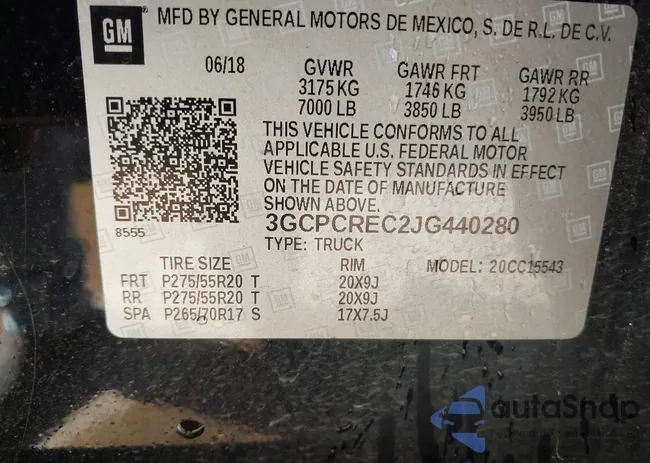 GM
MFD BY GENERAL MOTORS DE MEXICO, S. DE R.L. DE C.V.
06/18 GVWR GAWR FRT GAWR RR
3175 KG 1746 KG 1792 KG
7000 LB 3850 LB 3950 LB
THIS VEHICLE CONFORMS TO ALL
APPLICABLE U.S. FEDERAL MOTOR
VEHICLE SAFETY STANDARDS IN EFFECT
ON THE DATE OF MANUFACTURE
SHOWN ABOVE.
8555 3GCPCREC2JG440280
TYPE: TRUCK
TIRE SIZE RIM MODEL: 20CC15543
FRT P275/55R20 T 20X9J
RR P275/55R20 T 20X9J
SPA P265/70R17 S 17X7.5J
autoSnap